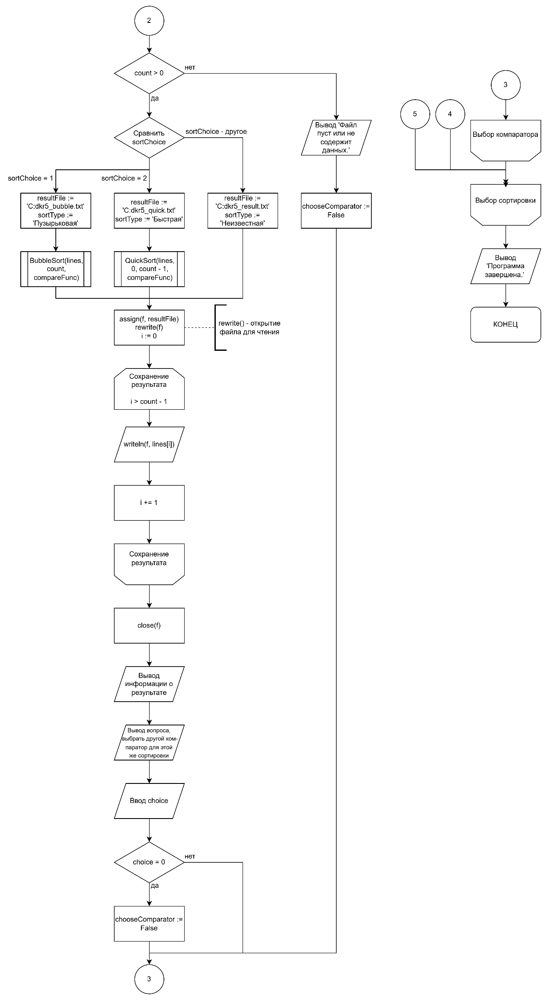 2
count > 0
нет
да
Сравнить
sortChoice
sortChoice - другое
sortChoice = 1
sortChoice = 2
resultFile :=
'C:dkr5_bubble.txt'
sortType :=
'Пузырьковая'
resultFile :=
'C:dkr5_quick.txt'
sortType := 'Быстрая'
resultFile :=
'C:dkr5_result.txt'
sortType :=
'Неизвестная'
BubbleSort(lines,
count,
compareFunc)
QuickSort(lines,
0, count - 1,
compareFunc)
assign(f, resultFile)
rewrite(f)
i := 0
rewrite() - открытие
файла для чтения
Сохранение
результата
i > count - 1
writeln(f, lines[i])
i += 1
Сохранение
результата
close(f)
Вывод
информации о
результате
Вывод вопроса,
выбрать другой ком-
паратор для этой
же сортировки
Ввод choice
choice = 0
нет
да
chooseComparator :=
False
3
Вывод 'Файл
пуст или не
содержит
данных.'
chooseComparator :=
False
3
5
4
Выбор компаратора
Выбор сортировки
Вывод
'Программа
завершена.'
КОНЕЦ